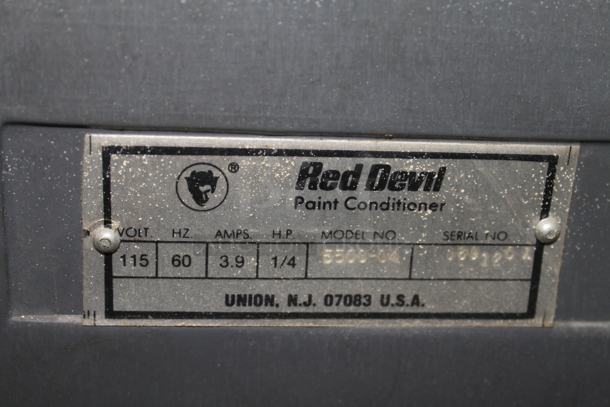 ®
Red Devil
Paint Conditioner
VOLT. HZ. AMPS. H.P. MODEL NO. SERIAL NO.
115 60 3.9 1/4
UNION, N.J. 07083 U.S.A.